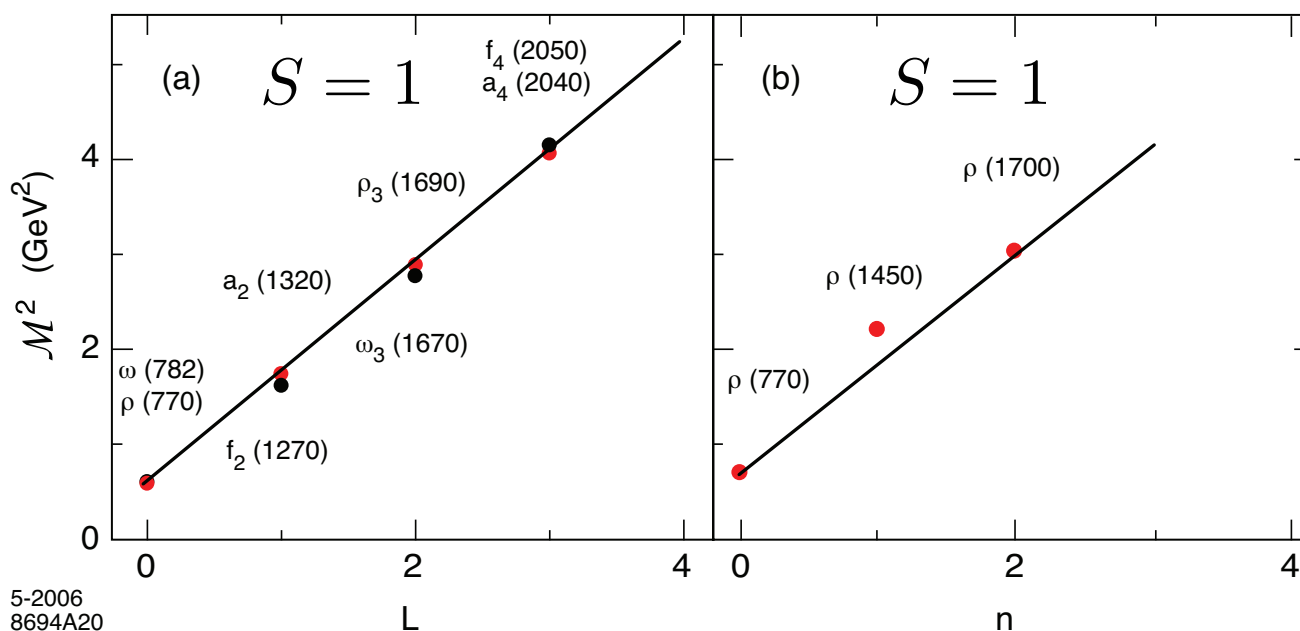 (a)
S = 1
f4 (2050)
a4 (2040)
ρ3 (1690)
a2 (1320)
ω3 (1670)
ω (782)
ρ (770)
f2 (1270)
M2 (GeV2)
4
2
0
0
2
4
L
(b)
S = 1
ρ (1700)
ρ (1450)
ρ (770)
0
2
4
n
5-2006
8694A20